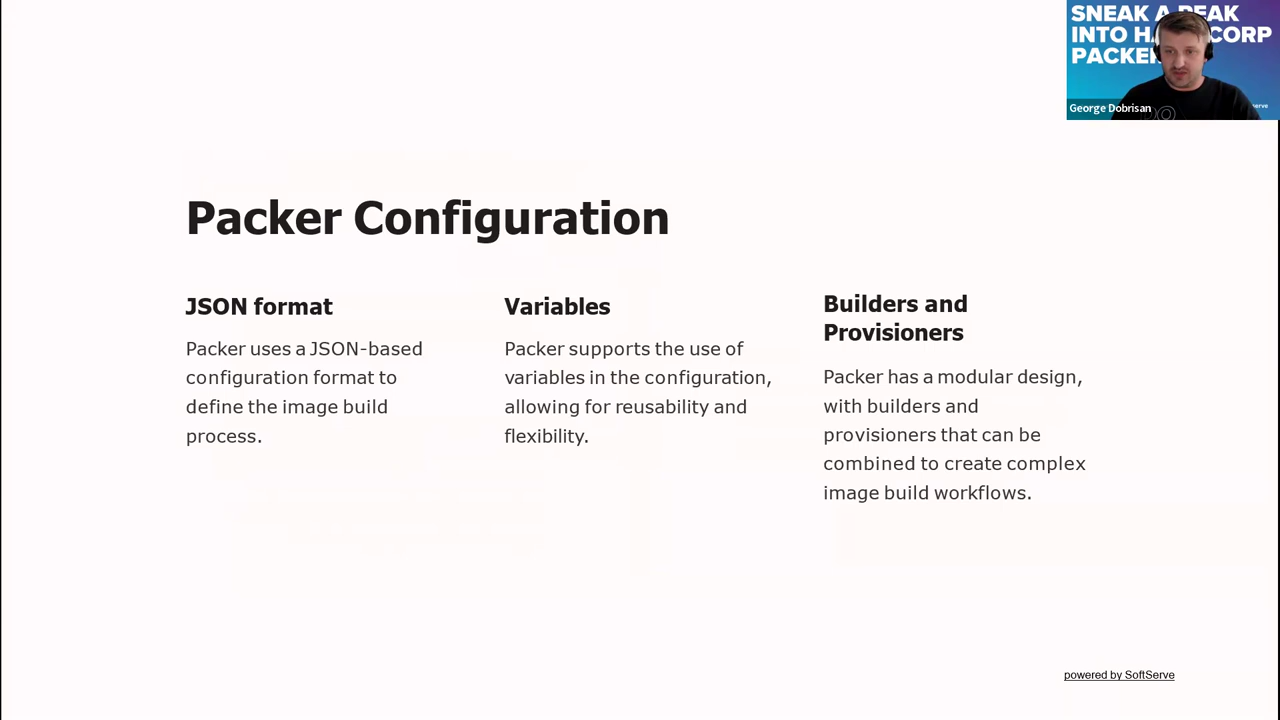 SNEAK A PEAK
INTO CORP
PACKER
George Dobrisan
Packer Configuration
JSON format
Packer uses a JSON-based
configuration format to
define the image build
process.
Variables
Packer supports the use of
variables in the configuration,
allowing for reusability and
flexibility.
Builders and
Provisioners
Packer has a modular design,
with builders and
provisioners that can be
combined to create complex
image build workflows.
powered by SoftServe